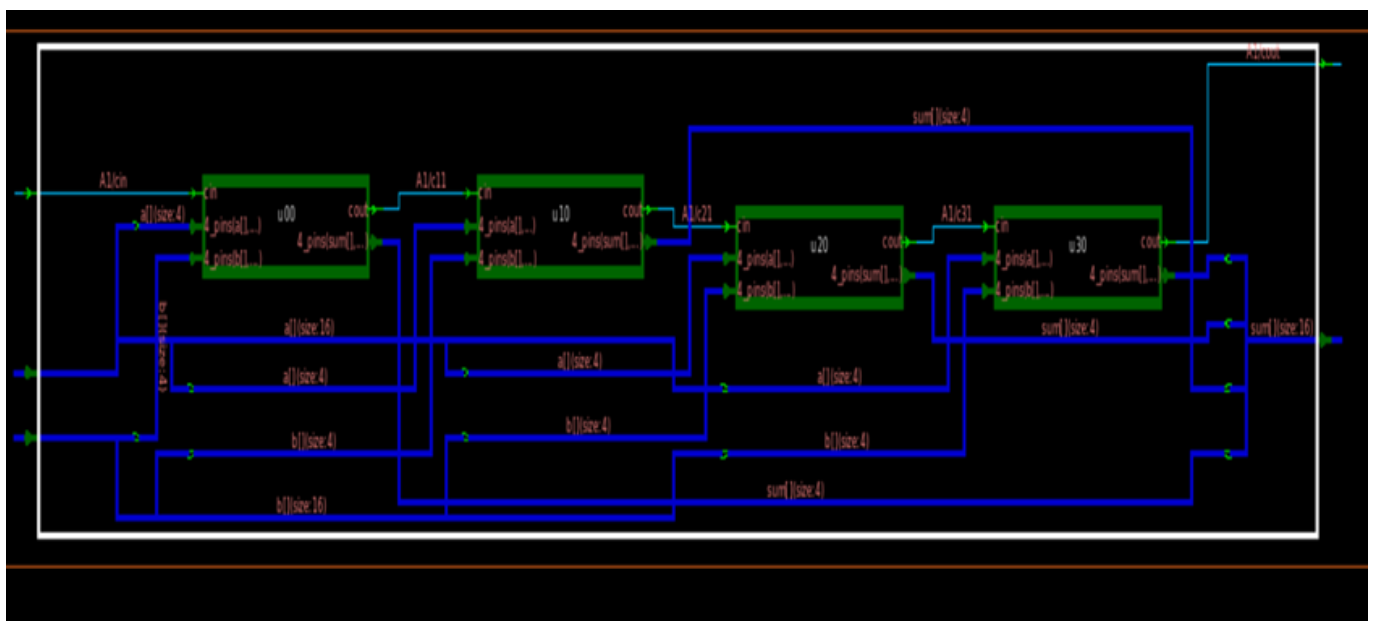 A1/cout
sum[](size:4)
A1/cin
A1/c11
cin
u00
cout
a[](size:4)
4_pins(a[],...)
4_pins(sum[],...)
4_pins(b[],...)
cin
u10
cout
4_pins(a[],...)
4_pins(sum[],...)
4_pins(b[],...)
A1/c21
cin
u20
cout
4_pins(a[],...)
4_pins(sum[],...)
4_pins(b[],...)
A1/c31
cin
u30
cout
4_pins(a[],...)
4_pins(sum[],...)
4_pins(b[],...)
b[](size:4)
a[](size:16)
sum[](size:4)
sum[](size:16)
a[](size:4)
a[](size:4)
a[](size:4)
b[](size:4)
b[](size:4)
b[](size:4)
sum[](size:4)
b[](size:16)